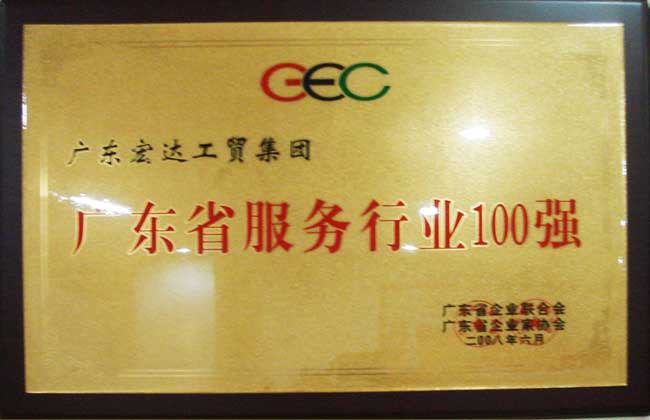 GEC
广东宏达工贸集团
广东省服务行业100强
广东省企业联合会
广东省企业家协会
二00八年六月